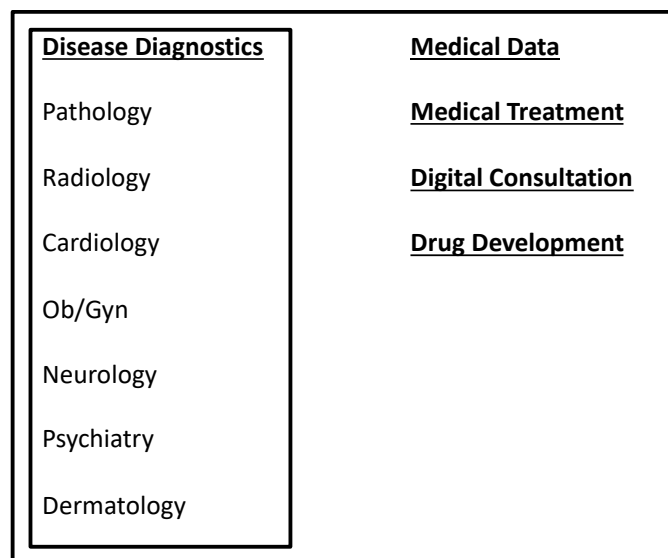 Disease Diagnostics
Pathology
Radiology
Cardiology
Ob/Gyn
Neurology
Psychiatry
Dermatology
Medical Data
Medical Treatment
Digital Consultation
Drug Development